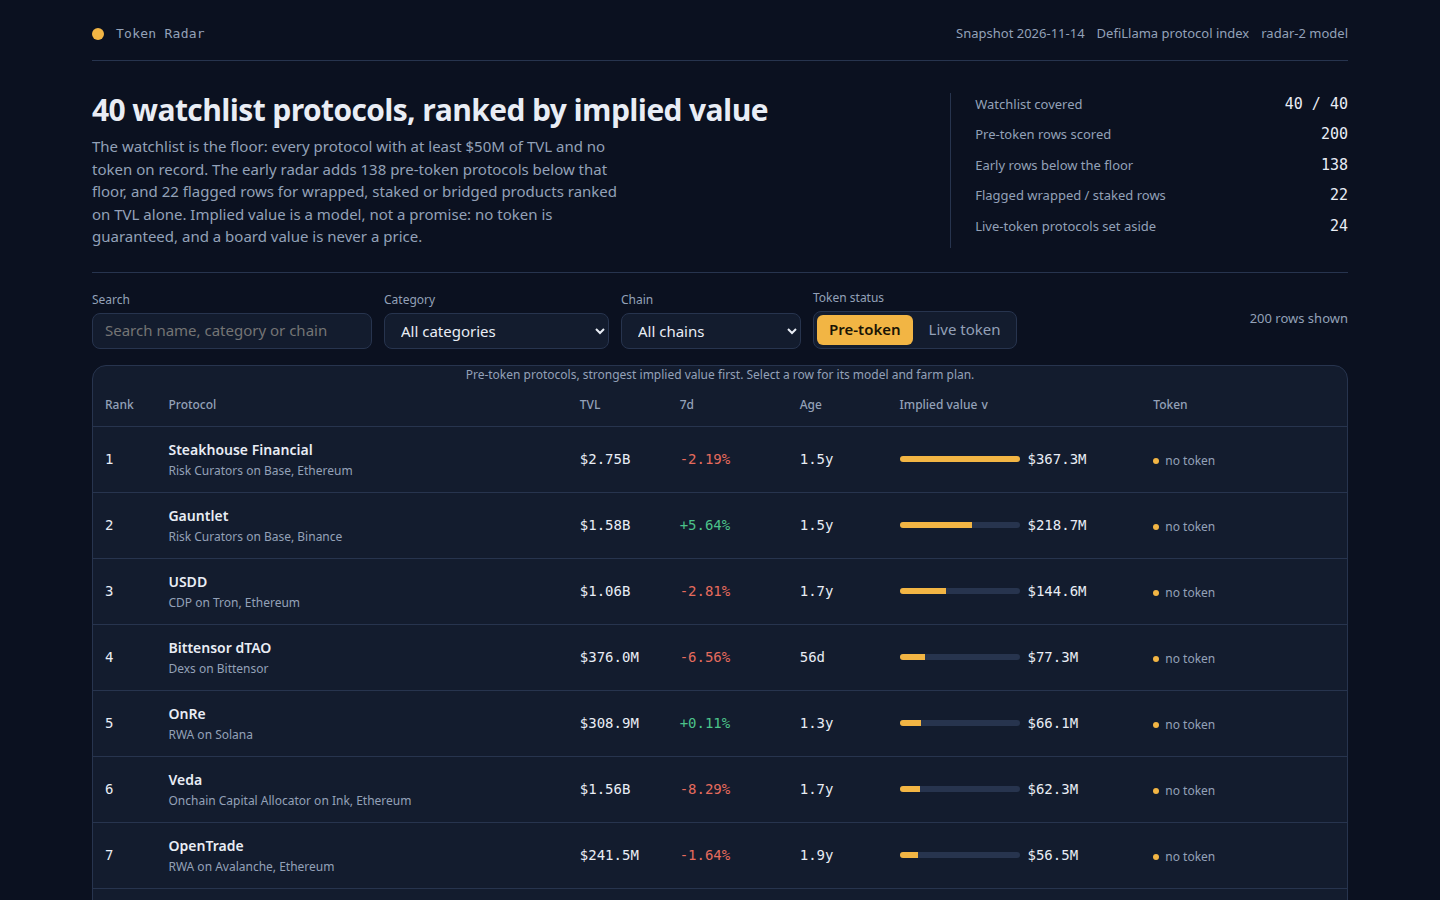 Token Radar
Snapshot 2026-11-14 DefiLlama protocol index radar-2 model
40 watchlist protocols, ranked by implied value
The watchlist is the floor: every protocol with at least $50M of TVL and no
token on record. The early radar adds 138 pre-token protocols below that
floor, and 22 flagged rows for wrapped, staked or bridged products ranked
on TVL alone. Implied value is a model, not a promise: no token is
guaranteed, and a board value is never a price.
Watchlist covered 40 / 40
Pre-token rows scored 200
Early rows below the floor 138
Flagged wrapped / staked rows 22
Live-token protocols set aside 24
Search Category Chain Token status
Search name, category or chain All categories All chains Pre-token Live token 200 rows shown
Pre-token protocols, strongest implied value first. Select a row for its model and farm plan.
Rank Protocol TVL 7d Age Implied value v Token
1 Steakhouse Financial $2.75B -2.19% 1.5y $367.3M no token
Risk Curators on Base, Ethereum
2 Gauntlet $1.58B +5.64% 1.5y $218.7M no token
Risk Curators on Base, Binance
3 USDD $1.06B -2.81% 1.7y $144.6M no token
CDP on Tron, Ethereum
4 Bittensor dTAO $376.0M -6.56% 56d $77.3M no token
Dexs on Bittensor
5 OnRe $308.9M +0.11% 1.3y $66.1M no token
RWA on Solana
6 Veda $1.56B -8.29% 1.7y $62.3M no token
Onchain Capital Allocator on Ink, Ethereum
7 OpenTrade $241.5M -1.64% 1.9y $56.5M no token
RWA on Avalanche, Ethereum